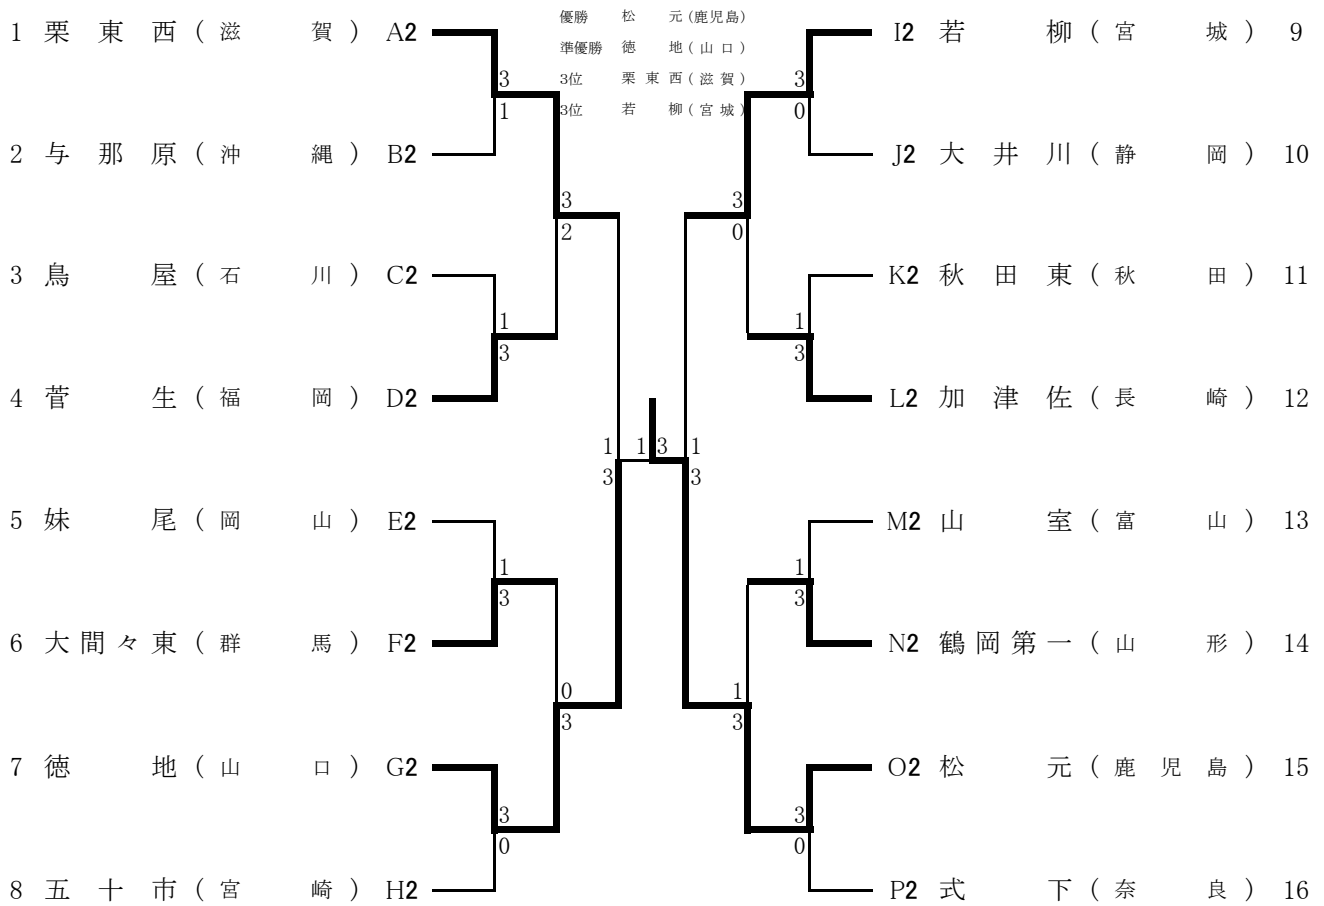 優勝 松元(鹿児島)
準優勝 徳地(山口)
3位 栗東西(滋賀)
3位 若柳(宮城)
1 栗東西(滋賀) A2
2 与那原(沖縄) B2
3 鳥屋(石川) C2
4 菅生(福岡) D2
5 妹尾(岡山) E2
6 大間々東(群馬) F2
7 徳地(山口) G2
8 五十市(宮崎) H2
3
1
1
3
1
3
3
0
3
2
0
3
1
3
1 3
1
3
3
0
1
3
3
0
1
3
1
3
3
0
I2 若柳(宮城) 9
J2 大井川(静岡) 10
K2 秋田東(秋田) 11
L2 加津佐(長崎) 12
M2 山室(富山) 13
N2 鶴岡第一(山形) 14
O2 松元(鹿児島) 15
P2 式下(奈良) 16